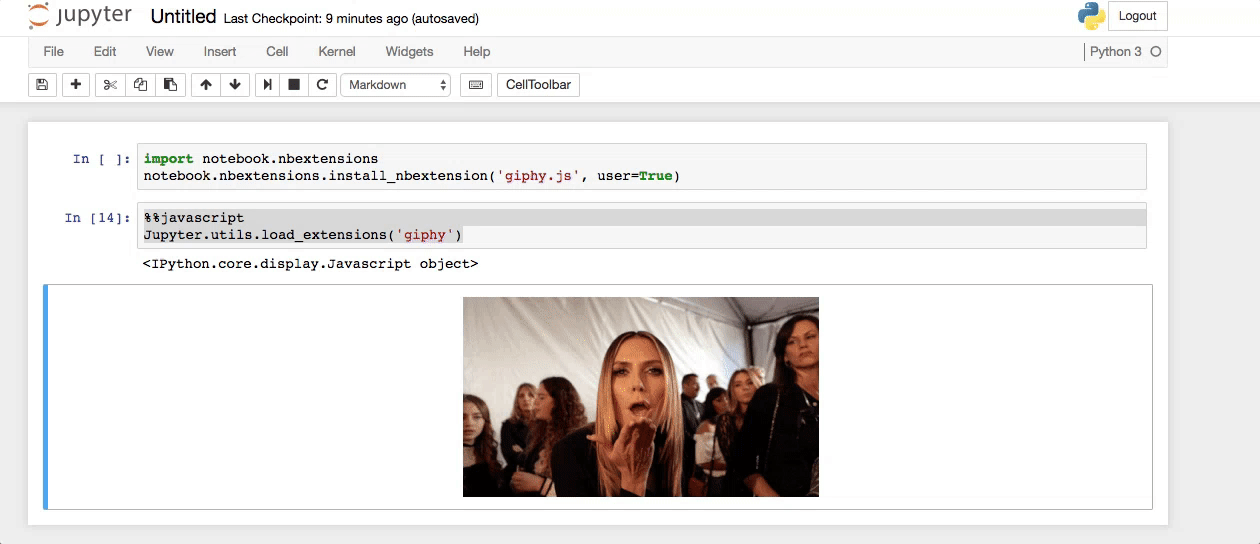 jupyter Untitled Last Checkpoint: 9 minutes ago (autosaved) Logout
File Edit View Insert Cell Kernel Widgets Help Python 3
Markdown CellToolbar
In [ ]: import notebook.nbextensions
notebook.nbextensions.install_nbextension('giphy.js', user=True)
In [14]: %%javascript
Jupyter.utils.load_extensions('giphy')
<IPython.core.display.Javascript object>